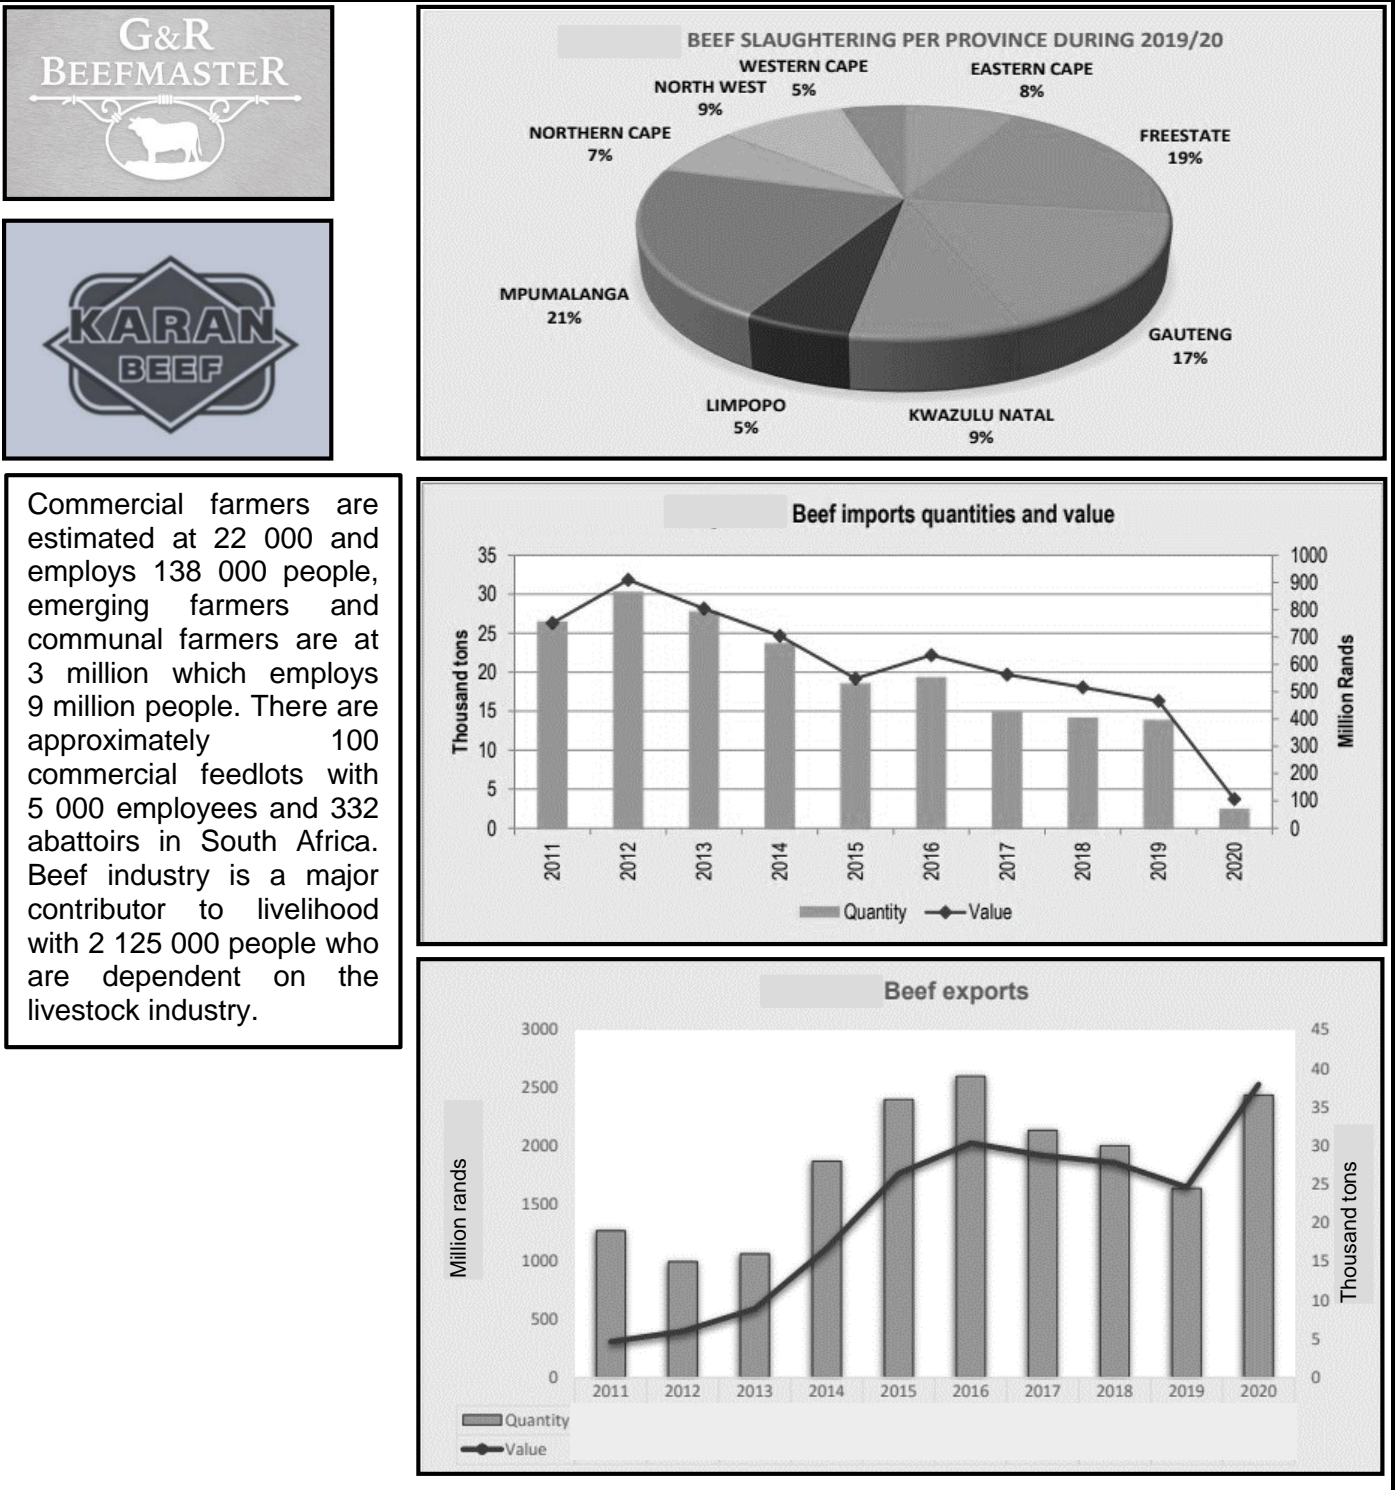 G&R
BEEFMASTER
KARAN
BEEF
Commercial farmers are
estimated at 22 000 and
employs 138 000 people,
emerging farmers and
communal farmers are at
3 million which employs
9 million people. There are
approximately 100
commercial feedlots with
5 000 employees and 332
abattoirs in South Africa.
Beef industry is a major
contributor to livelihood
with 2 125 000 people who
are dependent on the
livestock industry.
BEEF SLAUGHTERING PER PROVINCE DURING 2019/20
WESTERN CAPE
5%
EASTERN CAPE
8%
NORTH WEST
9%
FREESTATE
19%
NORTHERN CAPE
7%
MPUMALANGA
21%
GAUTENG
17%
LIMPOPO
5%
KWAZULU NATAL
9%
Beef imports quantities and value
Thousand tons
35
30
25
20
15
10
5
0
1000
900
800
700
600
500
400
300
200
100
0
Million Rands
2011
2012
2013
2014
2015
2016
2017
2018
2019
2020
Quantity
Value
Beef exports
Million rands
3000
2500
2000
1500
1000
500
0
45
40
35
30
25
20
15
10
5
0
Thousand tons
2011
2012
2013
2014
2015
2016
2017
2018
2019
2020
Quantity
Value